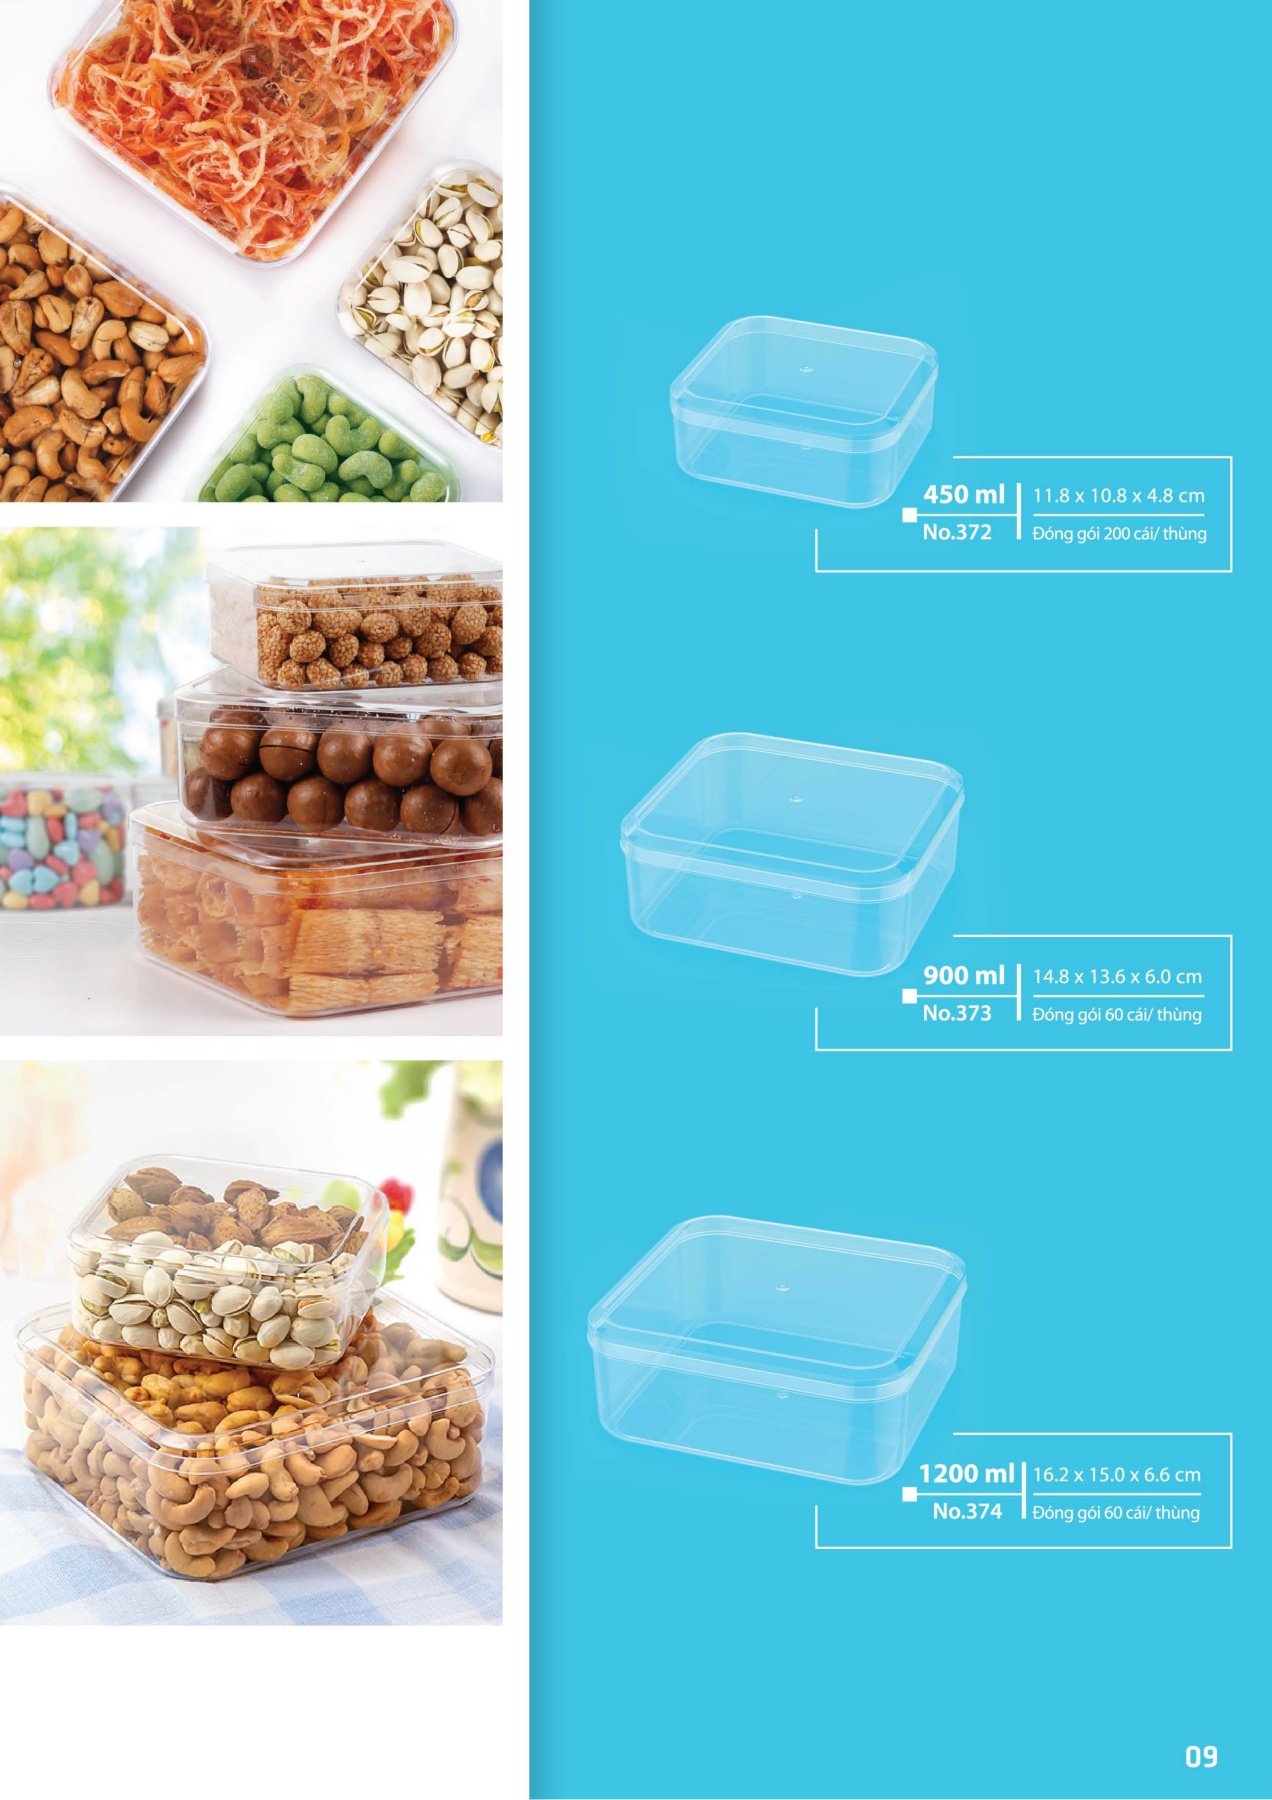 450 ml
11.8 x 10.8 x 4.8 cm
No.372
Đóng gói 200 cái/ thùng
900 ml
14.8 x 13.6 x 6.0 cm
No.373
Đóng gói 60 cái/ thùng
1200 ml
16.2 x 15.0 x 6.6 cm
No.374
Đóng gói 60 cái/ thùng
09